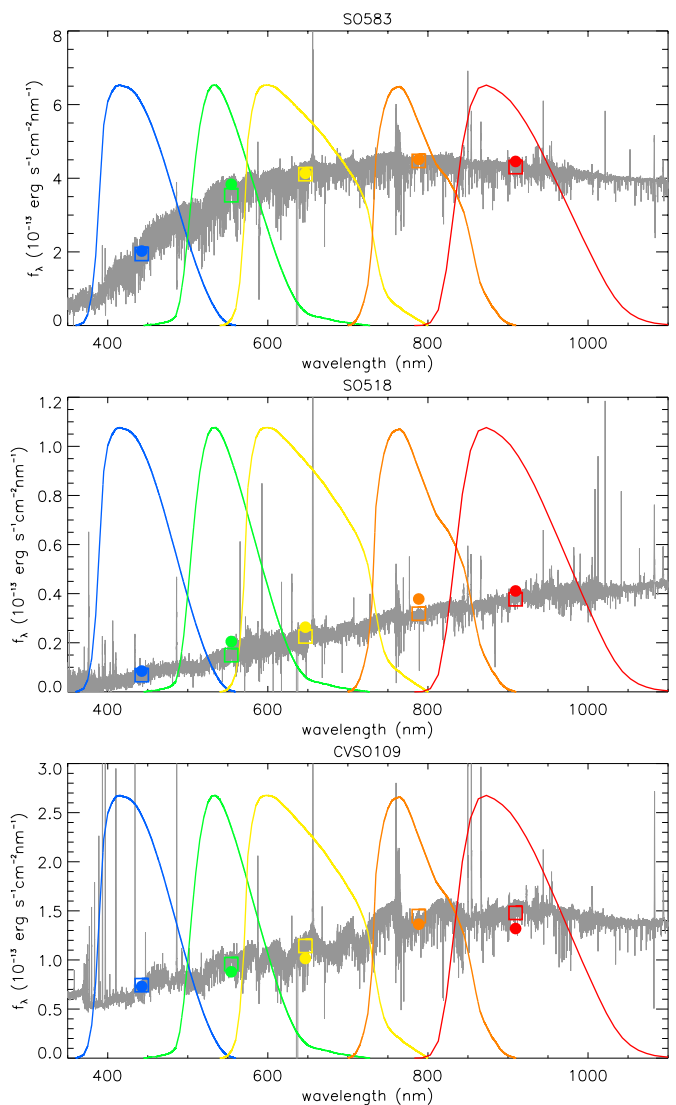 SO583
8
6
4
2
0
f_λ (10⁻¹³ erg s⁻¹cm⁻²nm⁻¹)
400 600 800 1000
wavelength (nm)
SO518
1.2
1.0
0.8
0.6
0.4
0.2
0.0
f_λ (10⁻¹³ erg s⁻¹cm⁻²nm⁻¹)
400 600 800 1000
wavelength (nm)
CVSO109
3.0
2.5
2.0
1.5
1.0
0.5
0.0
f_λ (10⁻¹³ erg s⁻¹cm⁻²nm⁻¹)
400 600 800 1000
wavelength (nm)